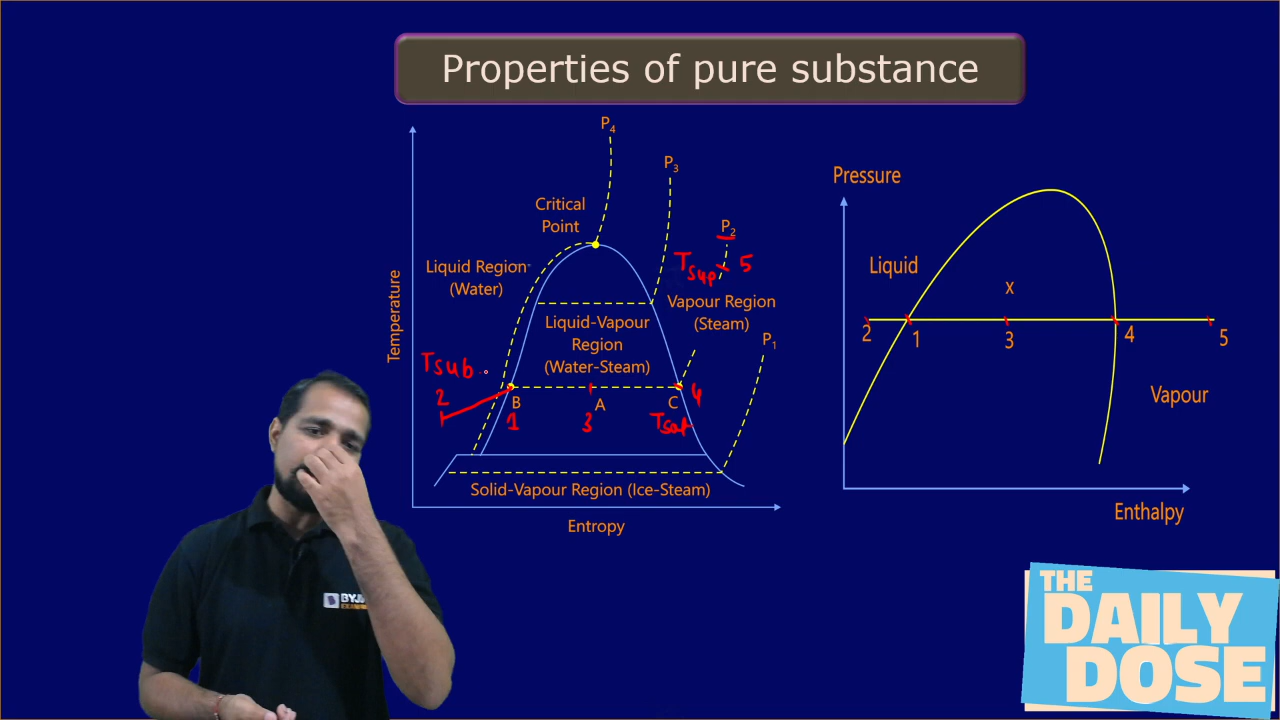 Properties of pure substance
P4
P3
Critical
Point
P2
Liquid Region
(Water)
Tsup 5
Vapour Region
(Steam)
Temperature
Liquid-Vapour
Region
(Water-Steam)
P1
Tsub
2
B
A
C
4
1
3
Tsat
Solid-Vapour Region (Ice-Steam)
Entropy
Pressure
Liquid
x
2
1
3
4
5
Vapour
Enthalpy
THE
DAILY
DOSE